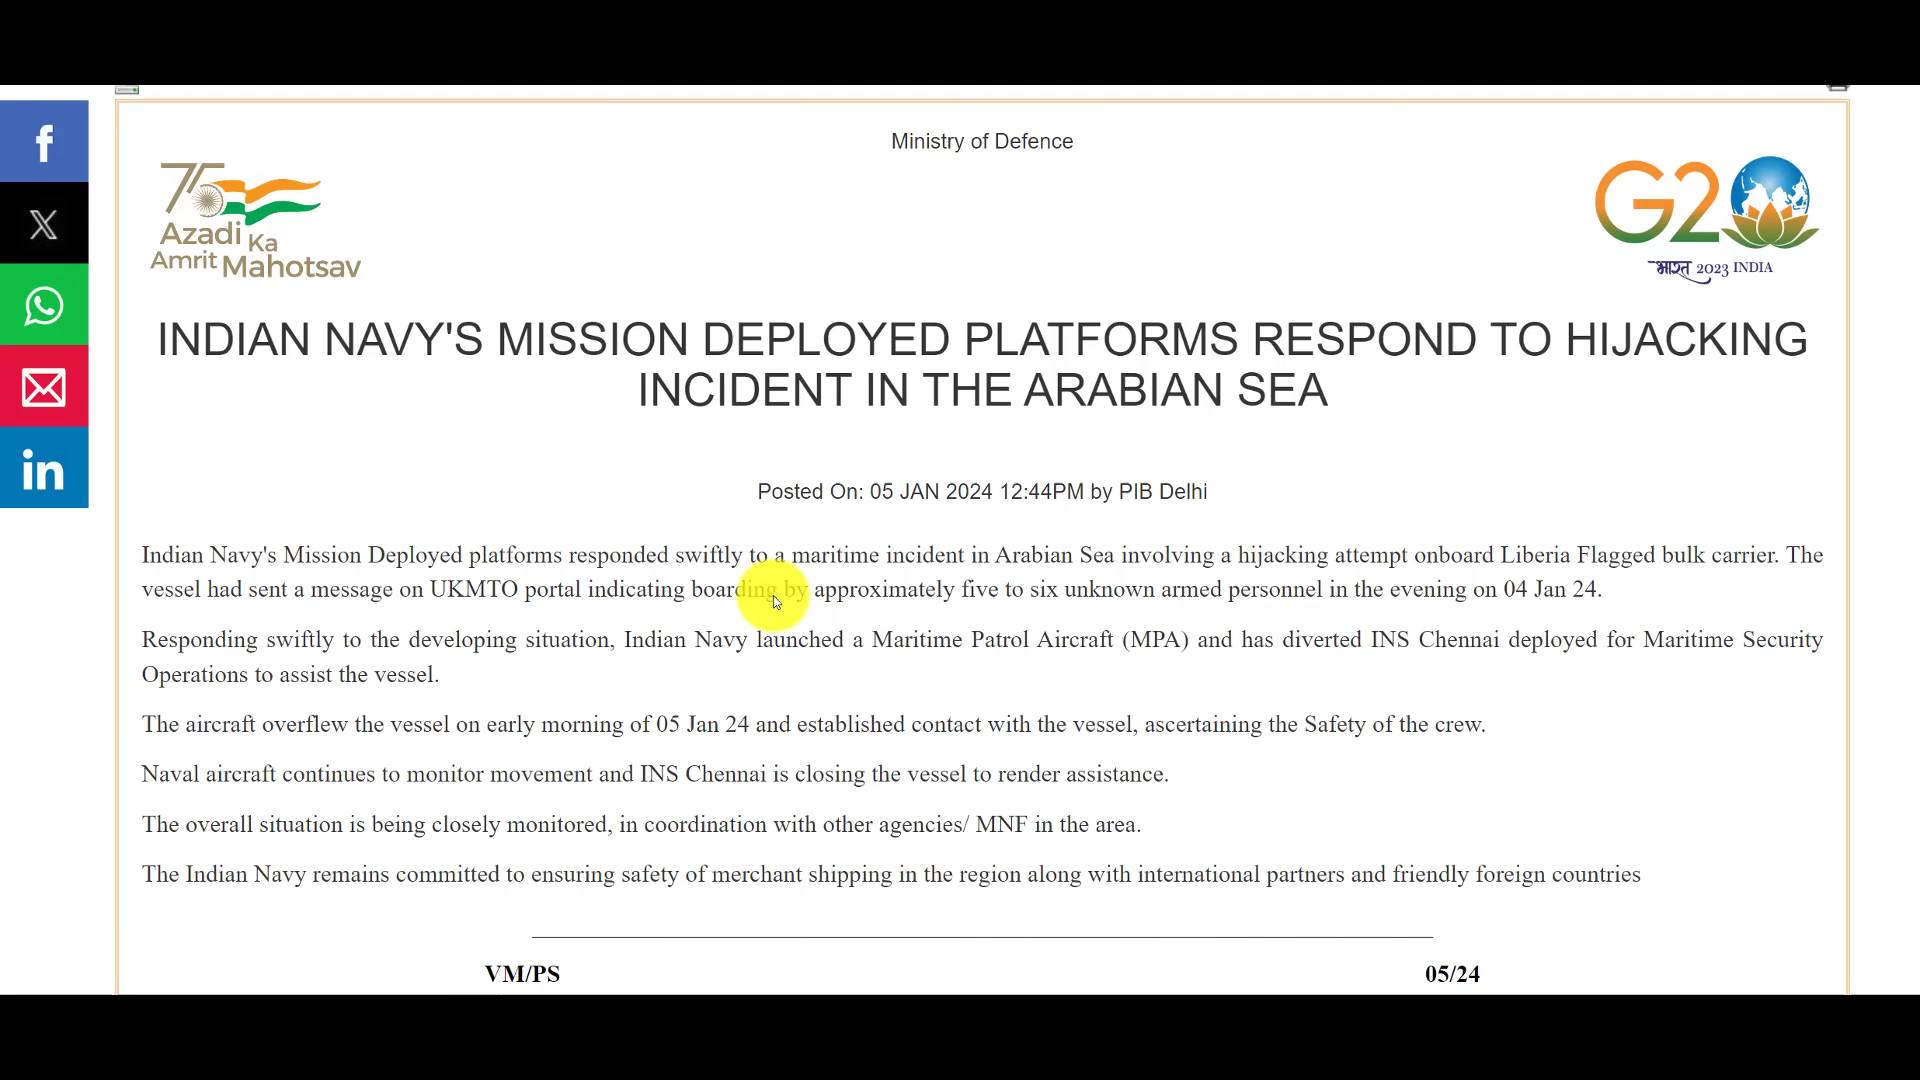 Ministry of Defence
75
Azadi Ka
Amrit Mahotsav
G20
भारत 2023 INDIA
INDIAN NAVY'S MISSION DEPLOYED PLATFORMS RESPOND TO HIJACKING
INCIDENT IN THE ARABIAN SEA
Posted On: 05 JAN 2024 12:44PM by PIB Delhi
Indian Navy's Mission Deployed platforms responded swiftly to a maritime incident in Arabian Sea involving a hijacking attempt onboard Liberia Flagged bulk carrier. The
vessel had sent a message on UKMTO portal indicating boarding by approximately five to six unknown armed personnel in the evening on 04 Jan 24.
Responding swiftly to the developing situation, Indian Navy launched a Maritime Patrol Aircraft (MPA) and has diverted INS Chennai deployed for Maritime Security
Operations to assist the vessel.
The aircraft overflew the vessel on early morning of 05 Jan 24 and established contact with the vessel, ascertaining the Safety of the crew.
Naval aircraft continues to monitor movement and INS Chennai is closing the vessel to render assistance.
The overall situation is being closely monitored, in coordination with other agencies/ MNF in the area.
The Indian Navy remains committed to ensuring safety of merchant shipping in the region along with international partners and friendly foreign countries
VM/PS 05/24